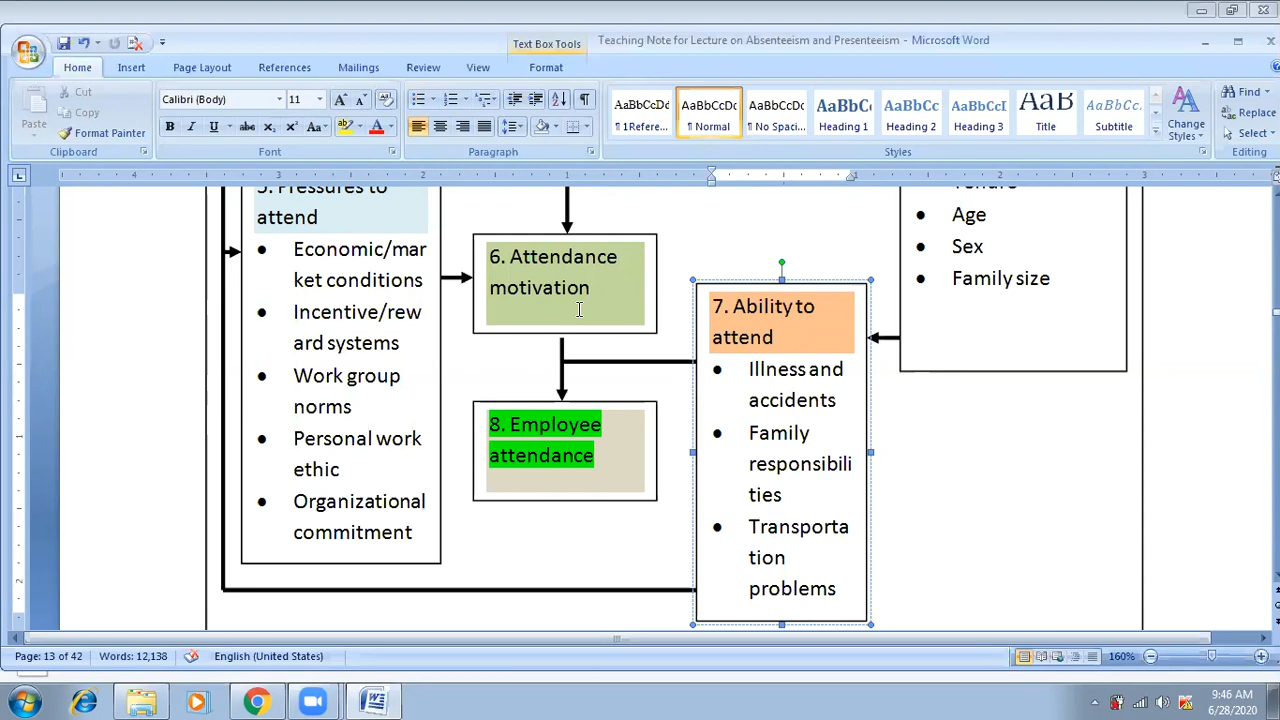 Text Box Tools
Teaching Note for Lecture on Absenteeism and Presenteeism - Microsoft Word
Home Insert Page Layout References Mailings Review View Format
Paste
Cut
Copy
Format Painter
Clipboard
Calibri (Body) 11
Font
Paragraph
AaBbCcDd AaBbCcDc AaBbCcDc AaBbC AaBbCc AaBbCcI AaB AaBbCc.
¶ 1Refere... ¶ Normal ¶ No Spaci... Heading 1 Heading 2 Heading 3 Title Subtitle
Change
Styles
Styles
Find
Replace
Select
Editing
5. Pressures to
attend
• Economic/mar
ket conditions
• Incentive/rew
ard systems
• Work group
norms
• Personal work
ethic
• Organizational
commitment
6. Attendance
motivation
8. Employee
attendance
7. Ability to
attend
• Illness and
accidents
• Family
responsibili
ties
• Transporta
tion
problems
Tenure
• Age
• Sex
• Family size
Page: 13 of 42 Words: 12,138 English (United States) 160%
9:46 AM
6/28/2020